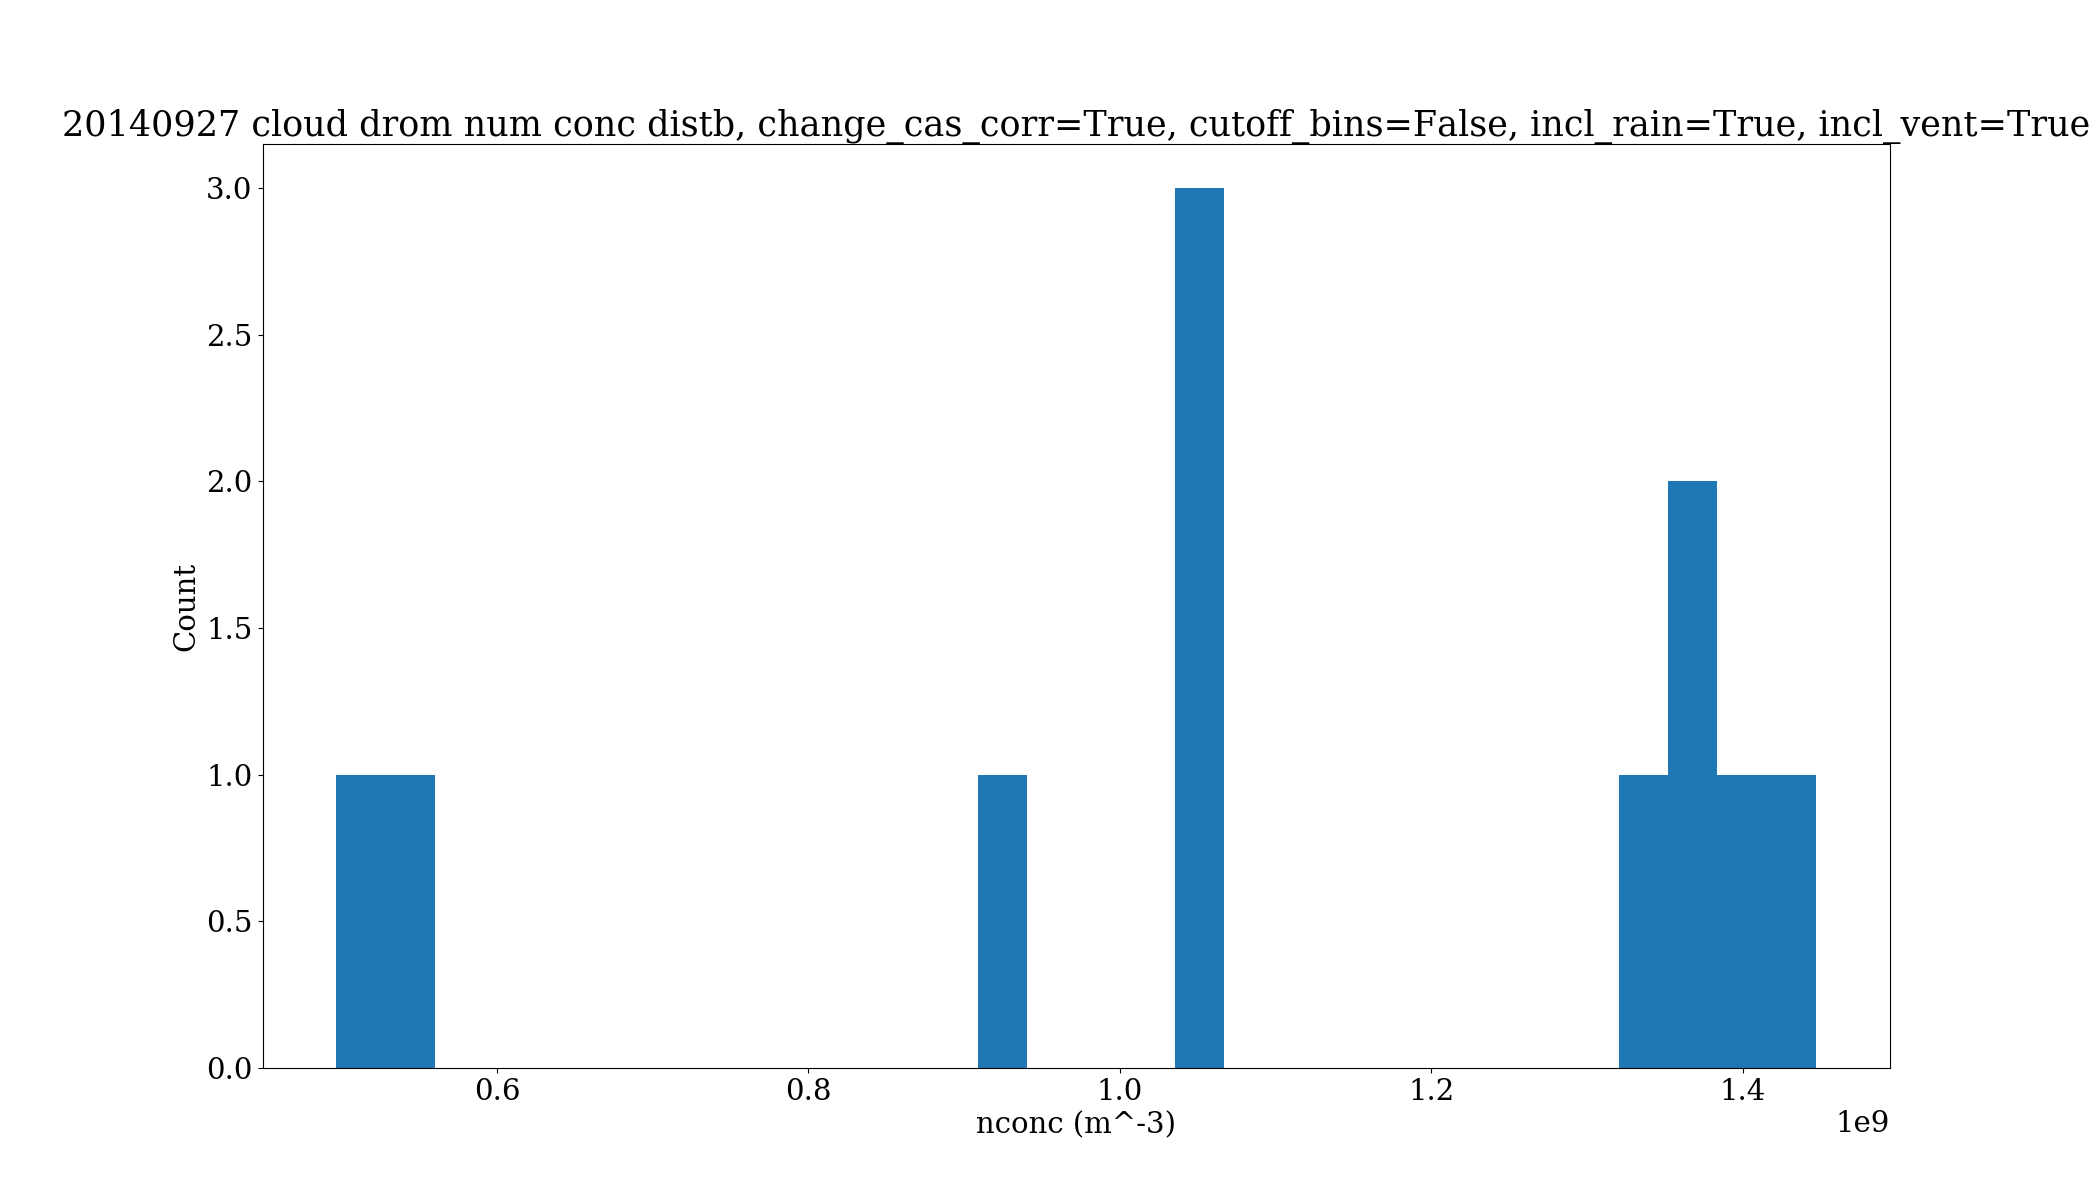 20140927 cloud drom num conc distb, change_cas_corr=True, cutoff_bins=False, incl_rain=True, incl_vent=True
3.0
2.5
2.0
1.5
1.0
0.5
0.0
Count
0.6 0.8 1.0 1.2 1.4
nconc (m^-3)
1e9